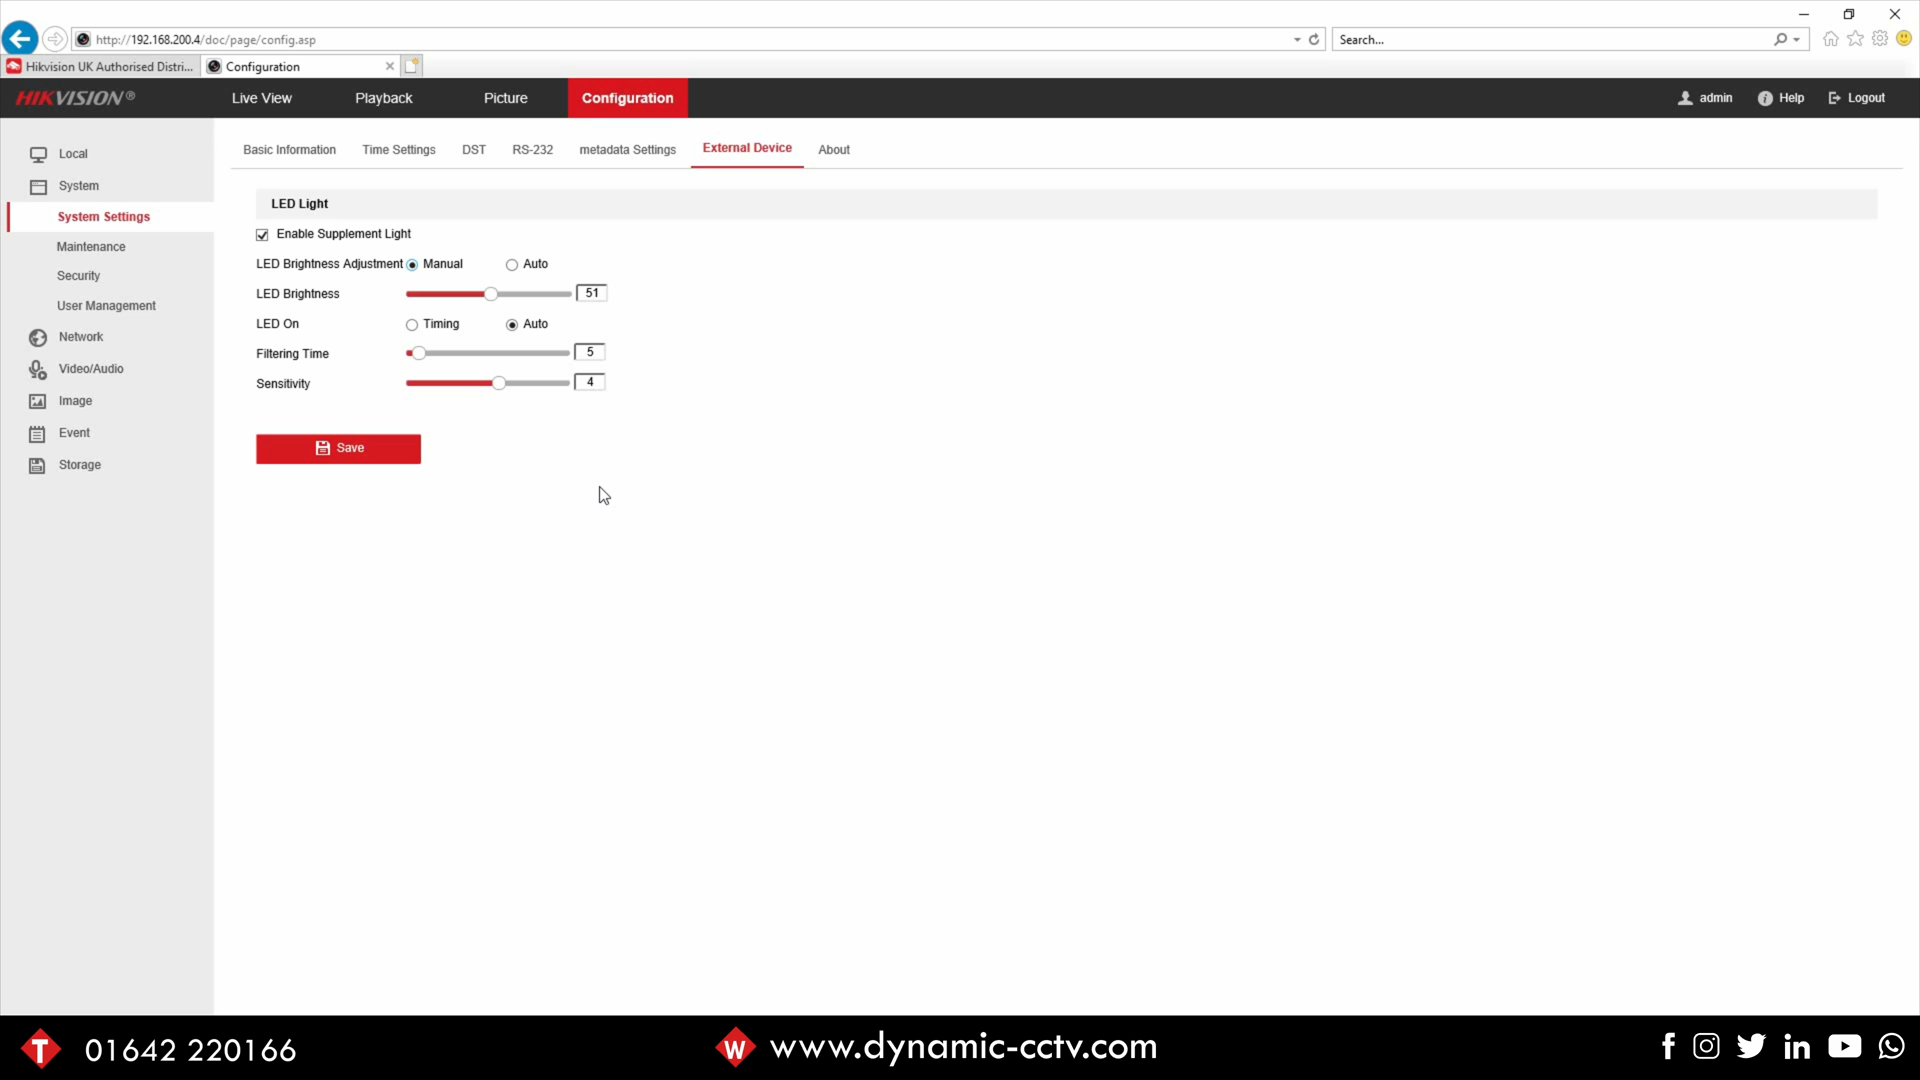 http://192.168.200.4/doc/page/config.asp
Search...
Hikvision UK Authorised Distri...
Configuration
HIKVISION®
Live View
Playback
Picture
Configuration
admin
Help
Logout
Local
System
System Settings
Maintenance
Security
User Management
Network
Video/Audio
Image
Event
Storage
Basic Information
Time Settings
DST
RS-232
metadata Settings
External Device
About
LED Light
Enable Supplement Light
LED Brightness Adjustment Manual Auto
LED Brightness 51
LED On Timing Auto
Filtering Time 5
Sensitivity 4
Save
T 01642 220166
W www.dynamic-cctv.com